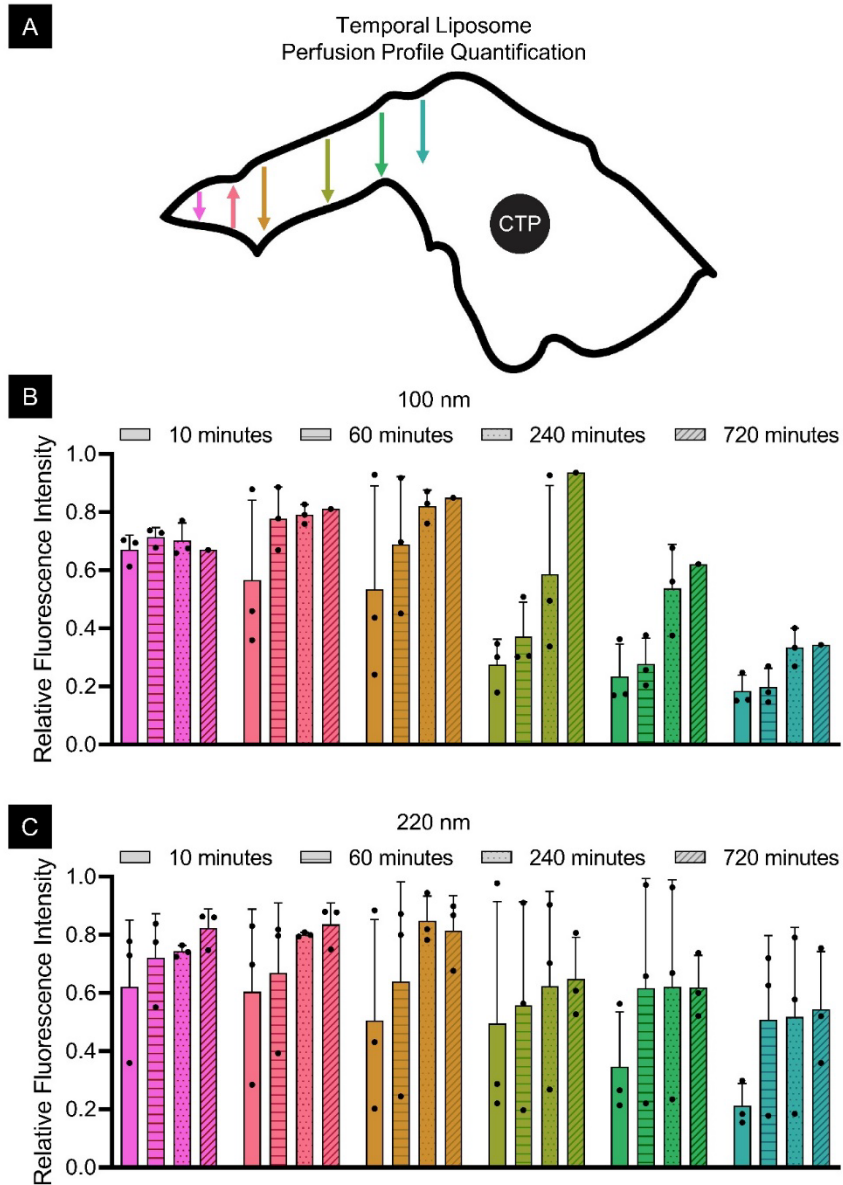 A
Temporal Liposome
Perfusion Profile Quantification
CTP
B
100 nm
10 minutes 60 minutes 240 minutes 720 minutes
Relative Fluorescence Intensity
1.0
0.8
0.6
0.4
0.2
0.0
C
220 nm
10 minutes 60 minutes 240 minutes 720 minutes
Relative Fluorescence Intensity
1.0
0.8
0.6
0.4
0.2
0.0